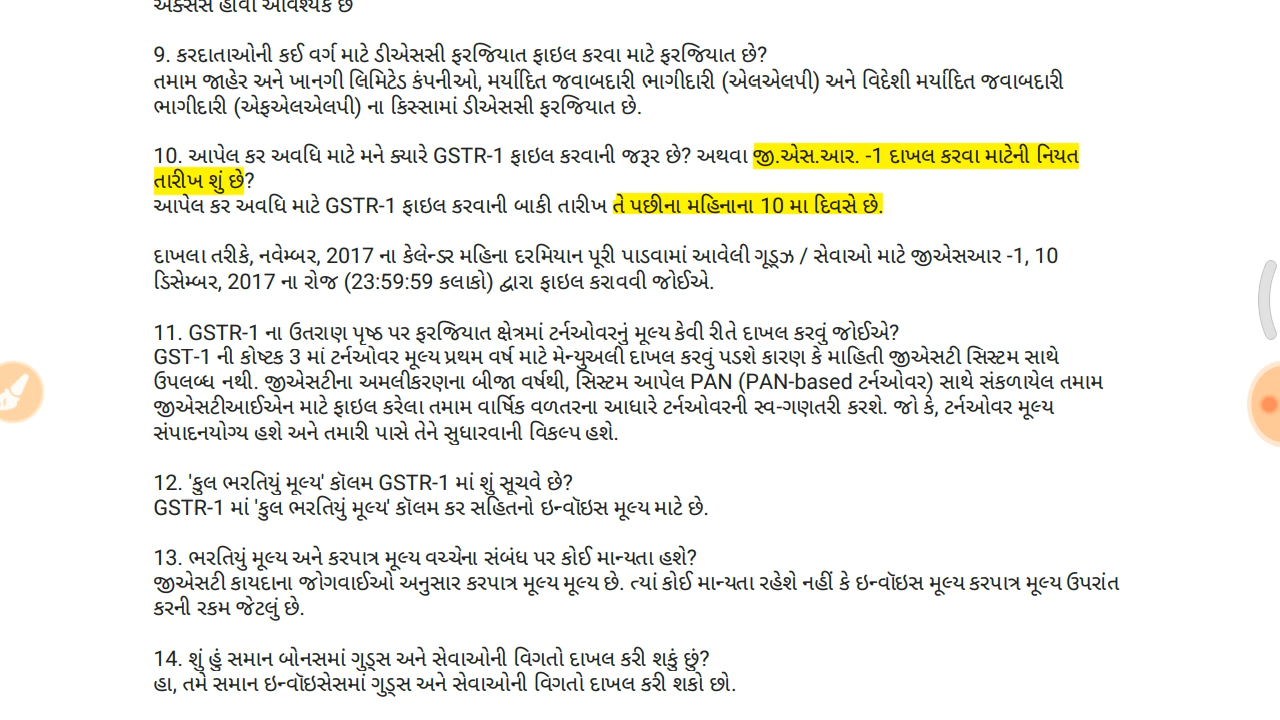 એક્સેસ હોવી આવશ્યક છે
9. કરદાતાઓની કઈ વર્ગ માટે ડીએસસી ફરજિયાત ફાઇલ કરવા માટે ફરજિયાત છે?
તમામ જાહેર અને ખાનગી લિમિટેડ કંપનીઓ, મર્યાદિત જવાબદારી ભાગીદારી (એલએલપી) અને વિદેશી મર્યાદિત જવાબદારી
ભાગીદારી (એફએલએલપી) ના કિસ્સામાં ડીએસસી ફરજિયાત છે.
10. આપેલ કર અવધિ માટે મને ક્યારે GSTR-1 ફાઇલ કરવાની જરૂર છે? અથવા જી.એસ.આર. -1 દાખલ કરવા માટેની નિયત
તારીખ શું છે?
આપેલ કર અવધિ માટે GSTR-1 ફાઇલ કરવાની બાકી તારીખ તે પછીના મહિનાના 10 મા દિવસે છે.
દાખલા તરીકે, નવેમ્બર, 2017 ના કેલેન્ડર મહિના દરમિયાન પૂરી પાડવામાં આવેલી ગૂડ્ઝ / સેવાઓ માટે જીએસઆર -1, 10
ડિસેમ્બર, 2017 ના રોજ (23:59:59 કલાકો) દ્વારા ફાઇલ કરાવવી જોઈએ.
11. GSTR-1 ના ઉતરાણ પૃષ્ઠ પર ફરજિયાત ક્ષેત્રમાં ટર્નઓવરનું મૂલ્ય કેવી રીતે દાખલ કરવું જોઈએ?
GST-1 ની કોષ્ટક 3 માં ટર્નઓવર મૂલ્ય પ્રથમ વર્ષ માટે મેન્યુઅલી દાખલ કરવું પડશે કારણ કે માહિતી જીએસટી સિસ્ટમ સાથે
ઉપલબ્ધ નથી. જીએસટીના અમલીકરણના બીજા વર્ષથી, સિસ્ટમ આપેલ PAN (PAN-based ટર્નઓવર) સાથે સંકળાયેલ તમામ
જીએસટીઆઈએન માટે ફાઇલ કરેલા તમામ વાર્ષિક વળતરના આધારે ટર્નઓવરની સ્વ-ગણતરી કરશે. જો કે, ટર્નઓવર મૂલ્ય
સંપાદનયોગ્ય હશે અને તમારી પાસે તેને સુધારવાની વિકલ્પ હશે.
12. 'કુલ ભરતિયું મૂલ્ય' કૉલમ GSTR-1 માં શું સૂચવે છે?
GSTR-1 માં 'કુલ ભરતિયું મૂલ્ય' કૉલમ કર સહિતનો ઇન્વૉઇસ મૂલ્ય માટે છે.
13. ભરતિયું મૂલ્ય અને કરપાત્ર મૂલ્ય વચ્ચેના સંબંધ પર કોઈ માન્યતા હશે?
જીએસટી કાયદાના જોગવાઈઓ અનુસાર કરપાત્ર મૂલ્ય મૂલ્ય છે. ત્યાં કોઈ માન્યતા રહેશે નહીં કે ઇન્વૉઇસ મૂલ્ય કરપાત્ર મૂલ્ય ઉપરાંત
કરની રકમ જેટલું છે.
14. શું હું સમાન બોનસમાં ગુડ્સ અને સેવાઓની વિગતો દાખલ કરી શકું છું?
હા, તમે સમાન ઇન્વૉઇસેસમાં ગુડ્સ અને સેવાઓની વિગતો દાખલ કરી શકો છો.